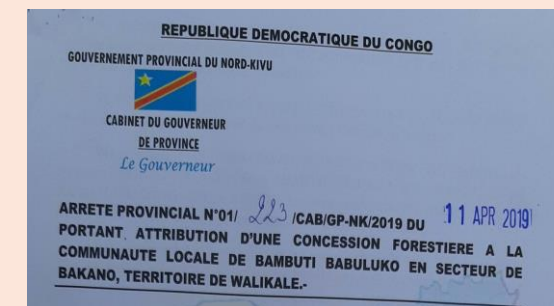 REPUBLIQUE DEMOCRATIQUE DU CONGO
GOUVERNEMENT PROVINCIAL DU NORD-KIVU
CABINET DU GOUVERNEUR
DE PROVINCE
Le Gouverneur
ARRETE PROVINCIAL N°01/ 223 /CAB/GP-NK/2019 DU 11 APR 2019
PORTANT ATTRIBUTION D'UNE CONCESSION FORESTIERE A LA
COMMUNAUTE LOCALE DE BAMBUTI BABULUKO EN SECTEUR DE
BAKANO, TERRITOIRE DE WALIKALE.-